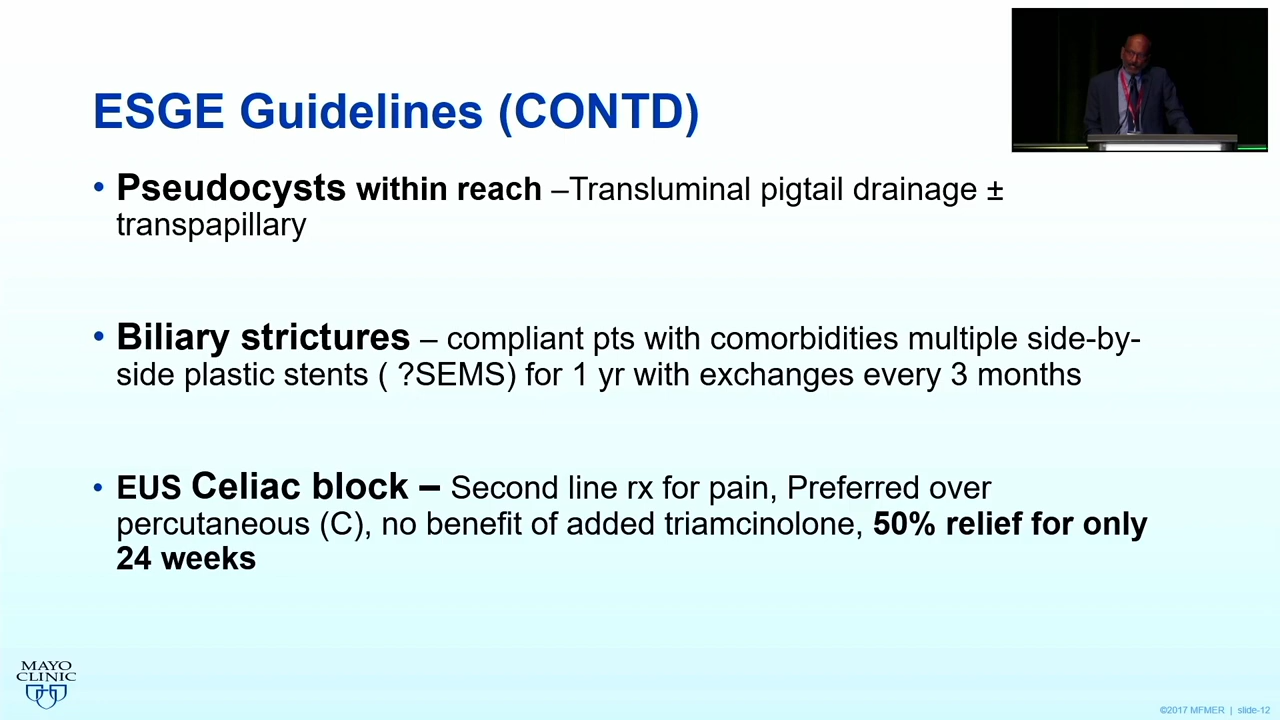 ESGE Guidelines (CONTD)
• Pseudocysts within reach –Transluminal pigtail drainage ±
transpapillary
• Biliary strictures – compliant pts with comorbidities multiple side-by-
side plastic stents ( ?SEMS) for 1 yr with exchanges every 3 months
• EUS Celiac block – Second line rx for pain, Preferred over
percutaneous (C), no benefit of added triamcinolone, 50% relief for only
24 weeks
MAYO
CLINIC
©2017 MFMER | slide-12